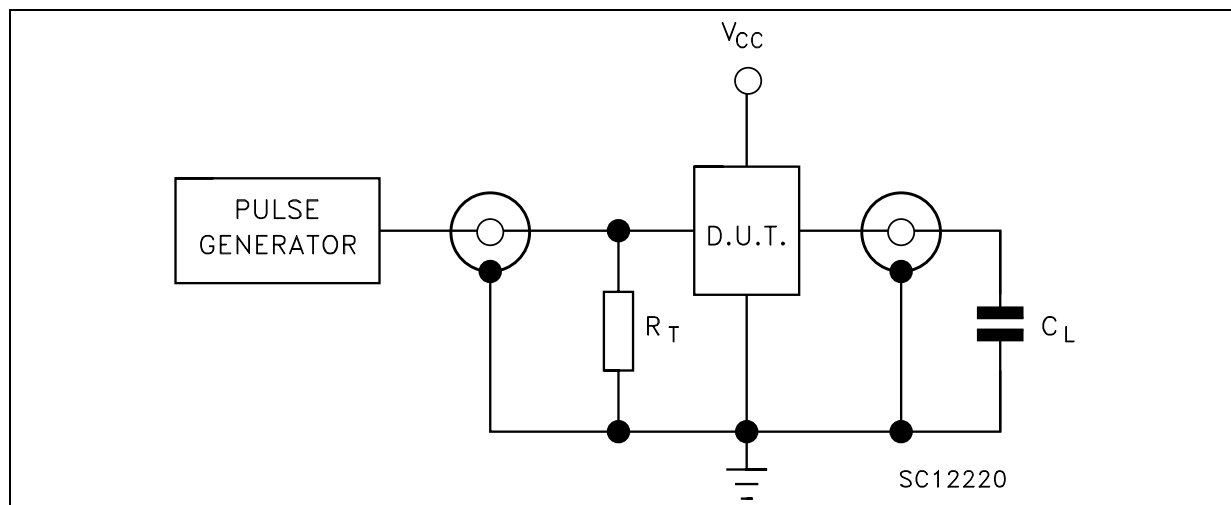 VCC
PULSE
GENERATOR
D.U.T.
RT
CL
SC12220